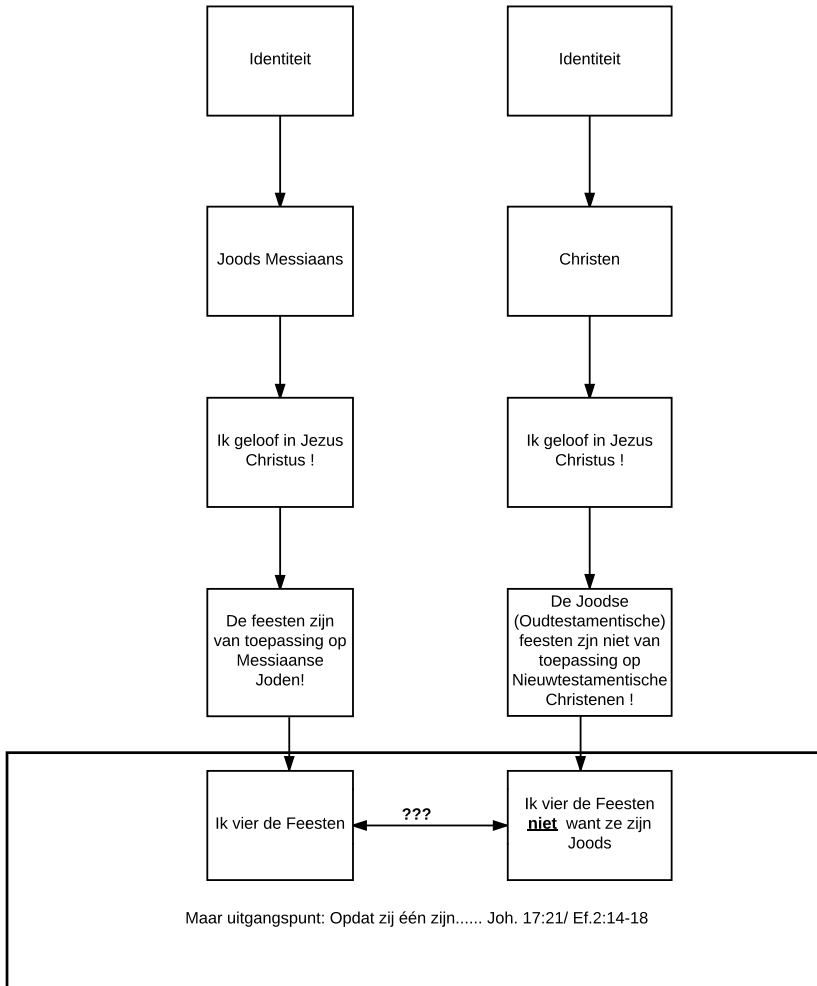 Identiteit
Identiteit
Joods Messiaans
Christen
Ik geloof in Jezus
Christus !
Ik geloof in Jezus
Christus !
De feesten zijn
van toepassing op
Messiaanse
Joden!
De Joodse
(Oudtestamentische)
feesten zjn niet van
toepassing op
Nieuwtestamentische
Christenen !
Ik vier de Feesten
???
Ik vier de Feesten
niet want ze zijn
Joods
Maar uitgangspunt: Opdat zij één zijn...... Joh. 17:21/ Ef.2:14-18